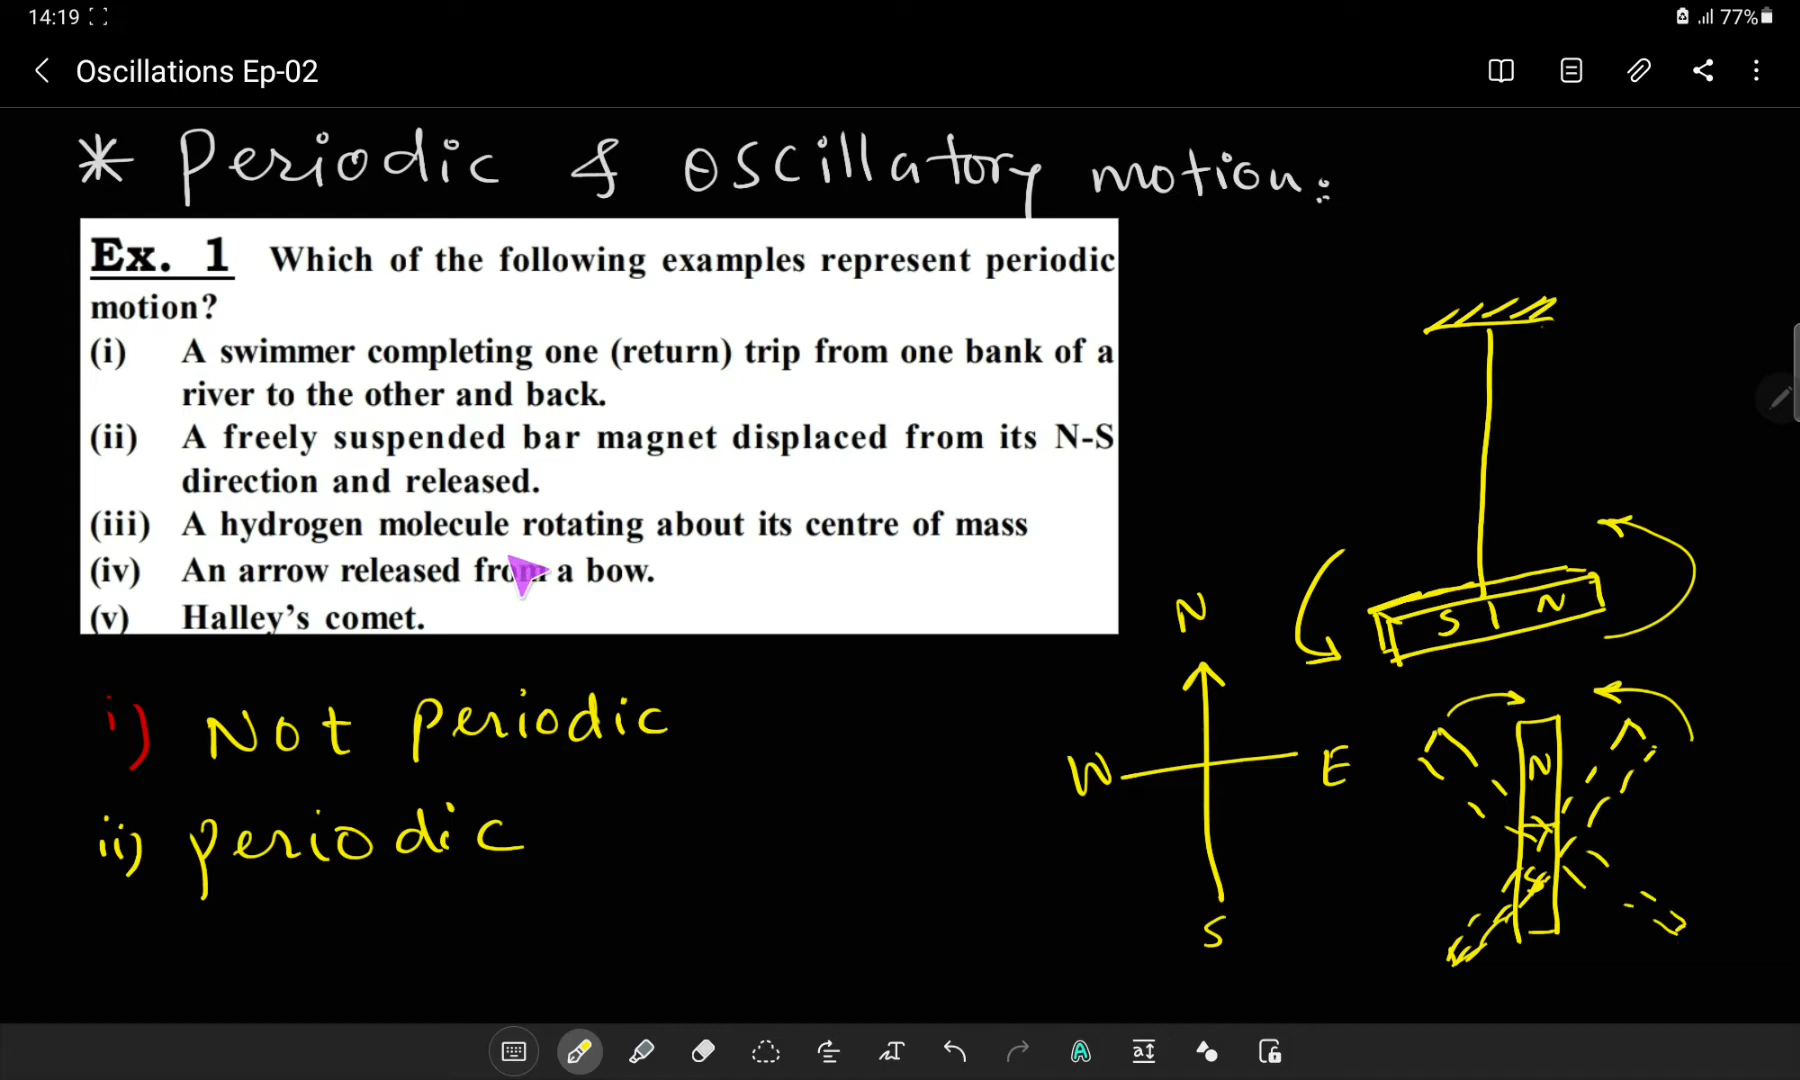 14:19
77%
Oscillations Ep-02
* Periodic & Oscillatory motion:
Ex. 1 Which of the following examples represent periodic
motion?
(i) A swimmer completing one (return) trip from one bank of a
river to the other and back.
(ii) A freely suspended bar magnet displaced from its N-S
direction and released.
(iii) A hydrogen molecule rotating about its centre of mass
(iv) An arrow released from a bow.
(v) Halley's comet.
S N
N
W E
S
N
S
i) Not periodic
ii) periodic